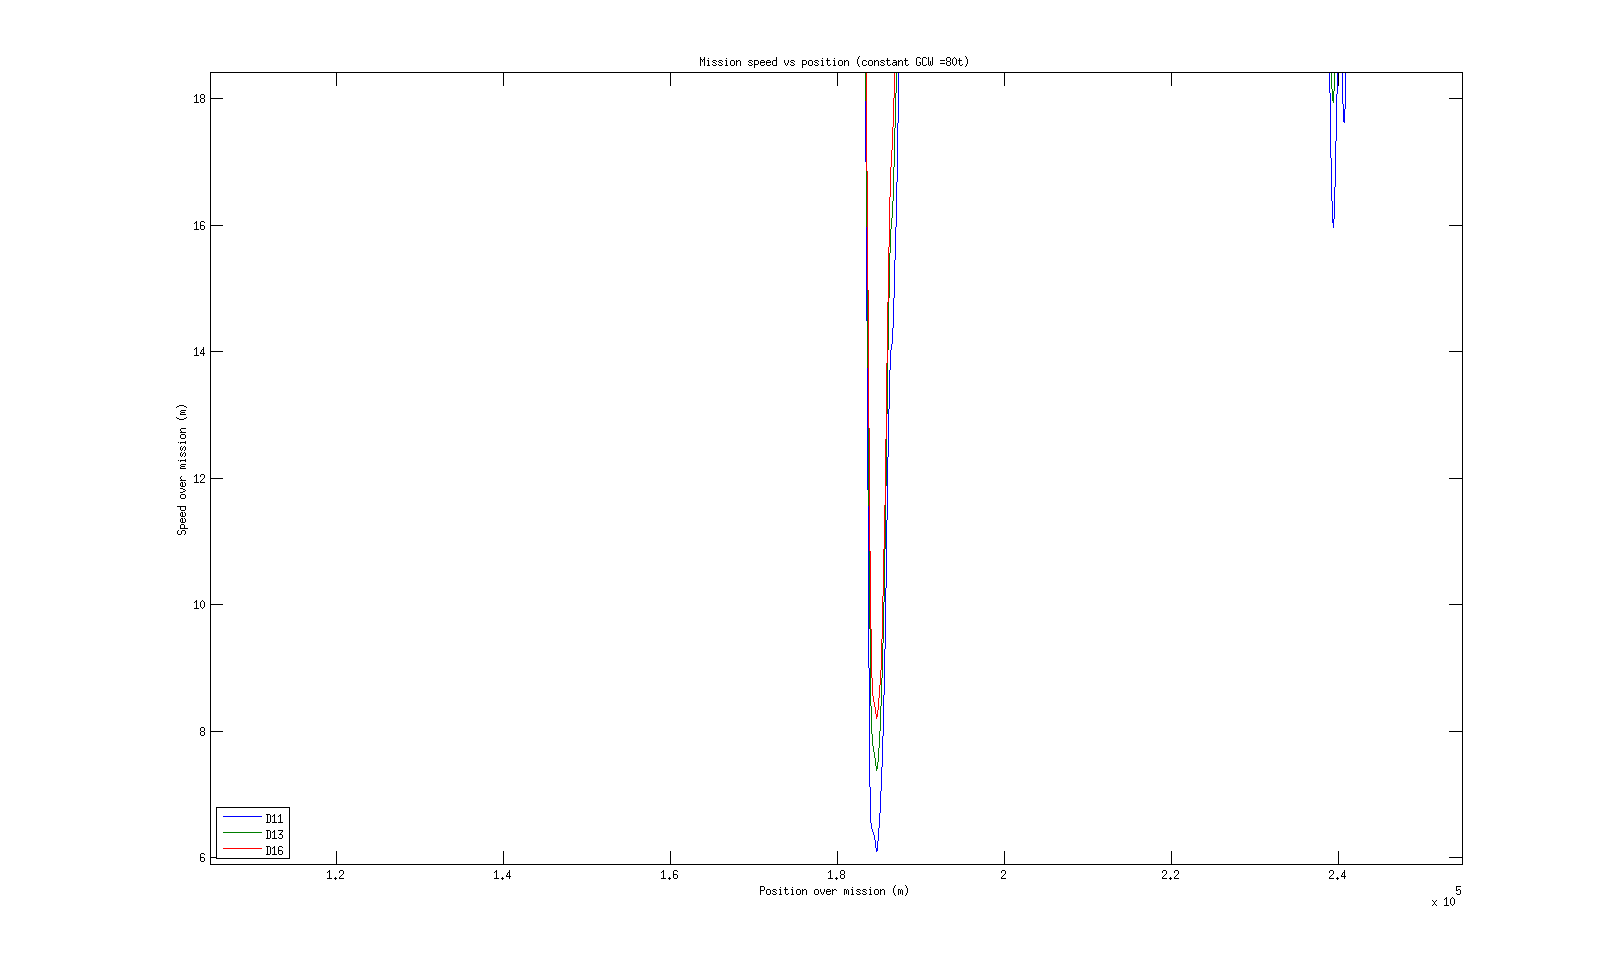 Mission speed vs position (constant GCW =80t)
18
16
14
12
10
8
6
Speed over mission (m)
D11
D13
D16
1.2
1.4
1.6
1.8
2
2.2
2.4
Position over mission (m)
x 10
5